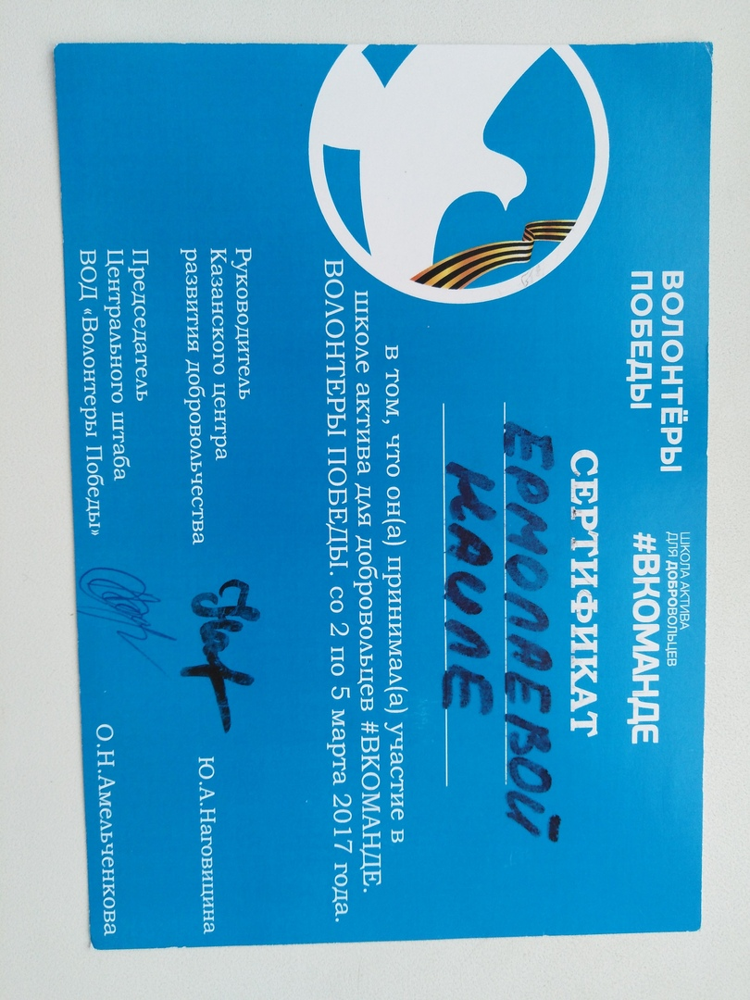 ВОЛОНТЁРЫ
ПОБЕДЫ
ШКОЛА АКТИВА
ДЛЯ ДОБРОВОЛЬЦЕВ
#ВКОМАНДЕ
СЕРТИФИКАТ
ЕРМОЛАЕВОЙ
НАИЛЕ
в том, что он(а) принимал(а) участие в
школе актива для добровольцев #ВКОМАНДЕ.
ВОЛОНТЕРЫ ПОБЕДЫ. со 2 по 5 марта 2017 года.
Руководитель
Казанского центра
развития добровольчества
Ю.А.Наговицина
Председатель
Центрального штаба
ВОД «Волонтеры Победы»
О.Н.Амельченкова